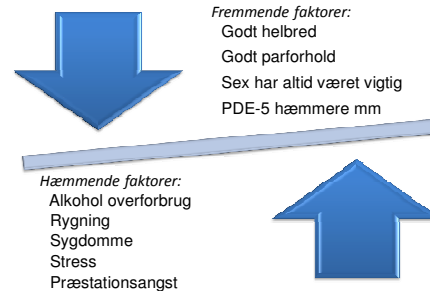 Fremmende faktorer:
Godt helbred
Godt parforhold
Sex har altid været vigtig
PDE-5 hæmmere mm
Hæmmende faktorer:
Alkohol overforbrug
Rygning
Sygdomme
Stress
Præstationsangst